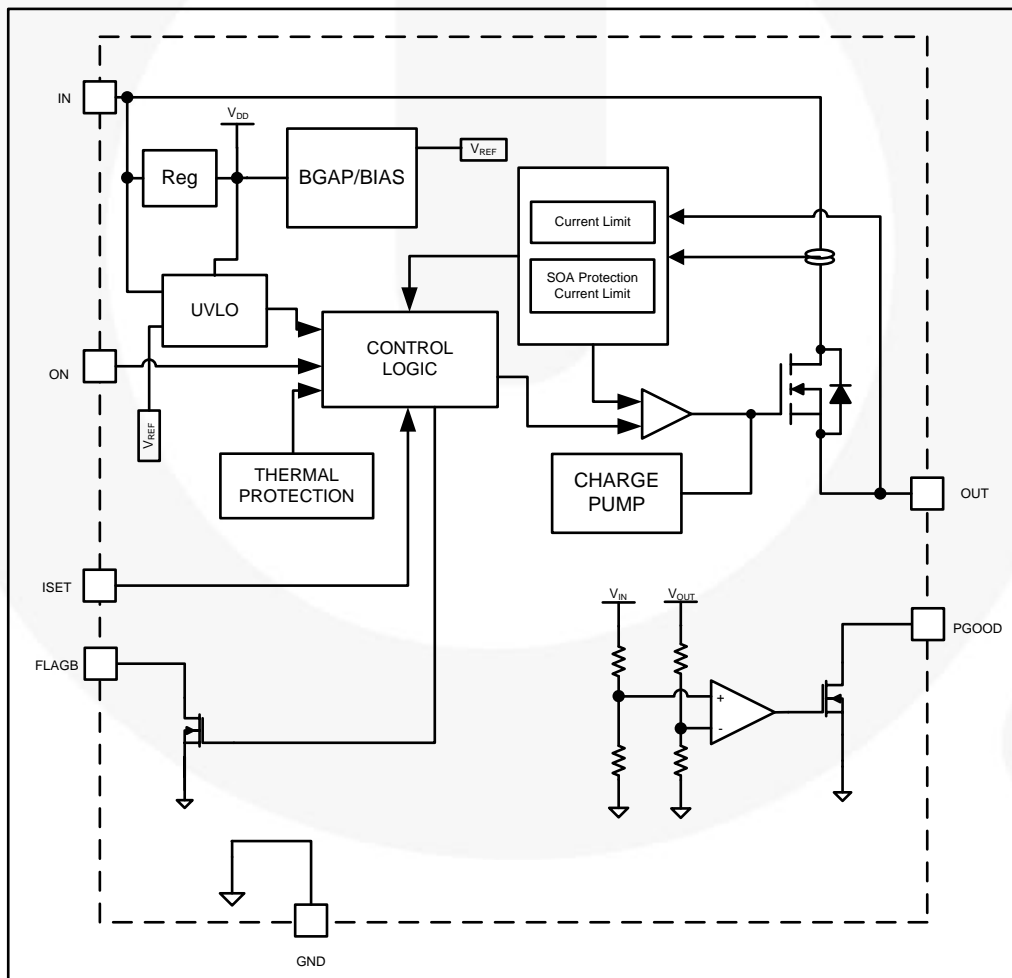 IN
VDD
Reg
BGAP/BIAS
VREF
Current Limit
SOA Protection
Current Limit
UVLO
CONTROL
LOGIC
ON
VREF
THERMAL
PROTECTION
CHARGE
PUMP
OUT
ISET
VIN
VOUT
PGOOD
FLAGB
+
-
GND